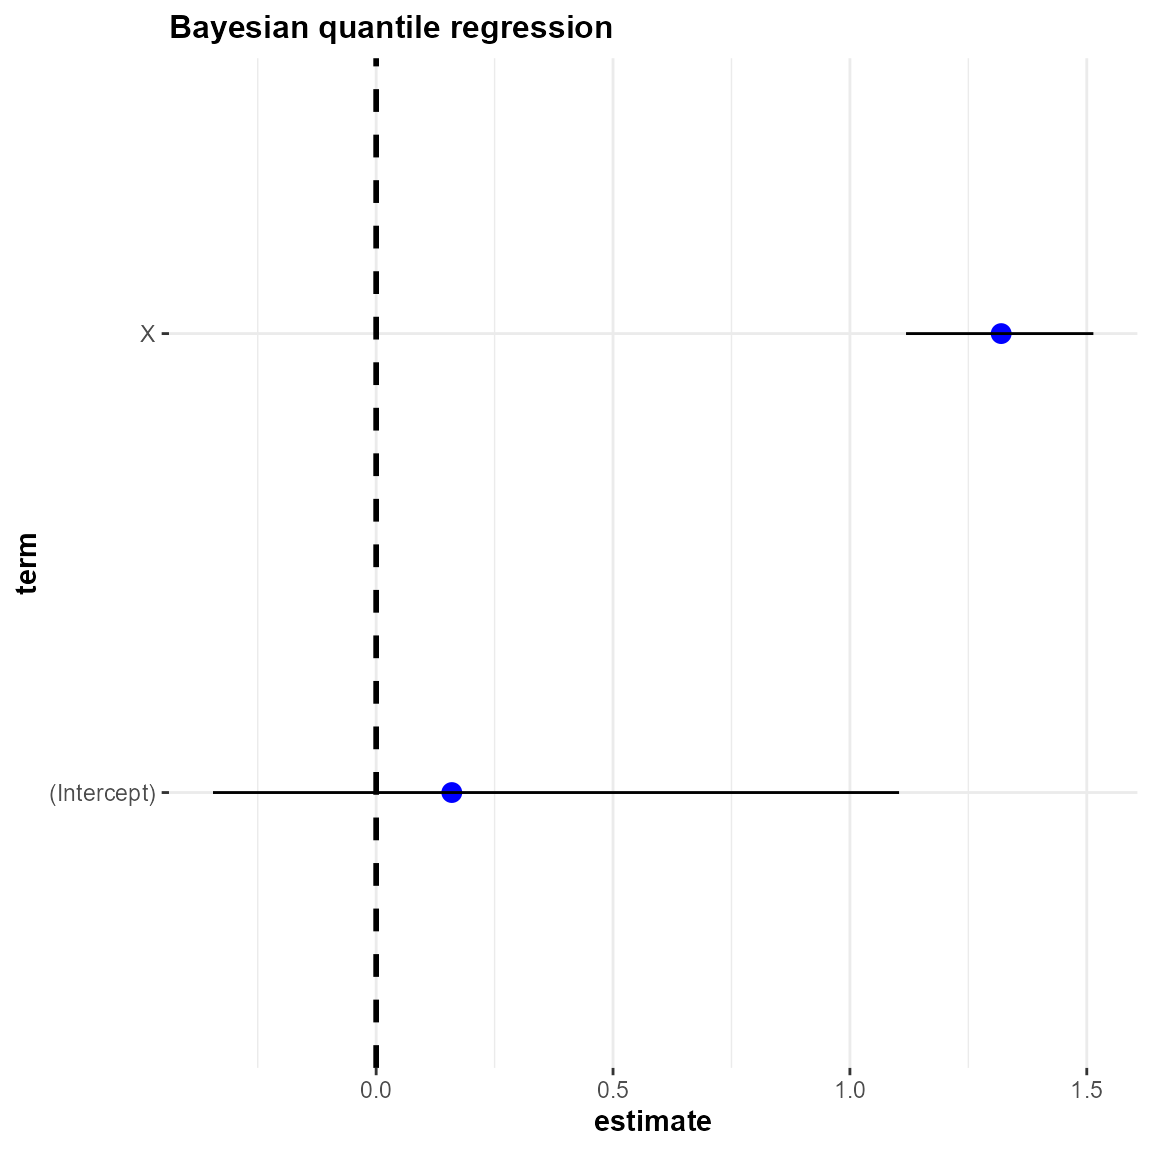 Bayesian quantile regression
term
X
(Intercept)
0.0 0.5 1.0 1.5
estimate